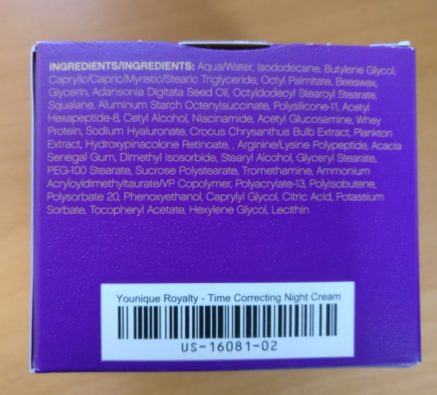 INGREDIENTS/INGREDIENTS: Aqua/Water, Isododecane, Butylene Glycol,
Caprylic/Capric/Myristic/Stearic Triglyceride, Octyl Palmitate, Beeswax,
Glycerin, Adansonia Digitata Seed Oil, Octyldodecyl Stearoyl Stearate,
Squalane, Aluminum Starch Octenylsuccinate, Polysilicone-11, Acetyl
Hexapeptide-8, Cetyl Alcohol, Niacinamide, Acetyl Glucosamine, Whey
Protein, Sodium Hyaluronate, Crocus Chrysanthus Bulb Extract, Plankton
Extract, Hydroxypinacolone Retinoate, , Arginine/Lysine Polypeptide, Acacia
Senegal Gum, Dimethyl Isosorbide, Stearyl Alcohol, Glyceryl Stearate,
PEG-100 Stearate, Sucrose Polystearate, Tromethamine, Ammonium
Acryloyldimethyltaurate/VP Copolymer, Polyacrylate-13, Polyisobutene,
Polysorbate 20, Phenoxyethanol, Caprylyl Glycol, Citric Acid, Potassium
Sorbate, Tocopheryl Acetate, Hexylene Glycol, Lecithin
Younique Royalty - Time Correcting Night Cream
US-16081-02